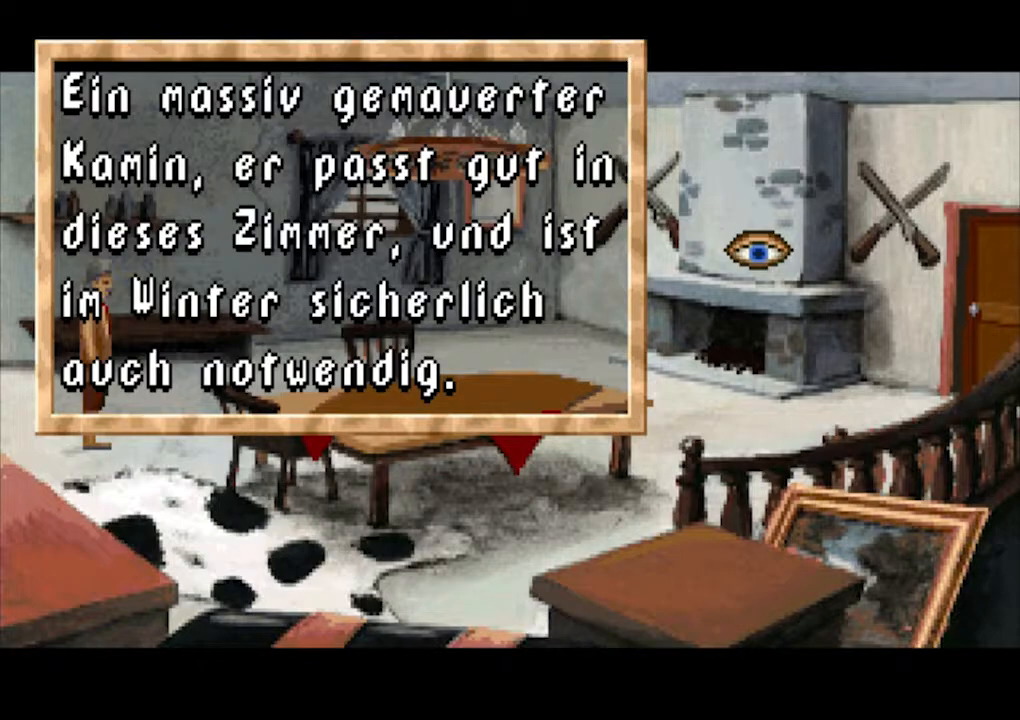 Ein massiv gemauerter
Kamin, er passt gut in
dieses Zimmer, und ist
im Winter sicherlich
auch notwendig.